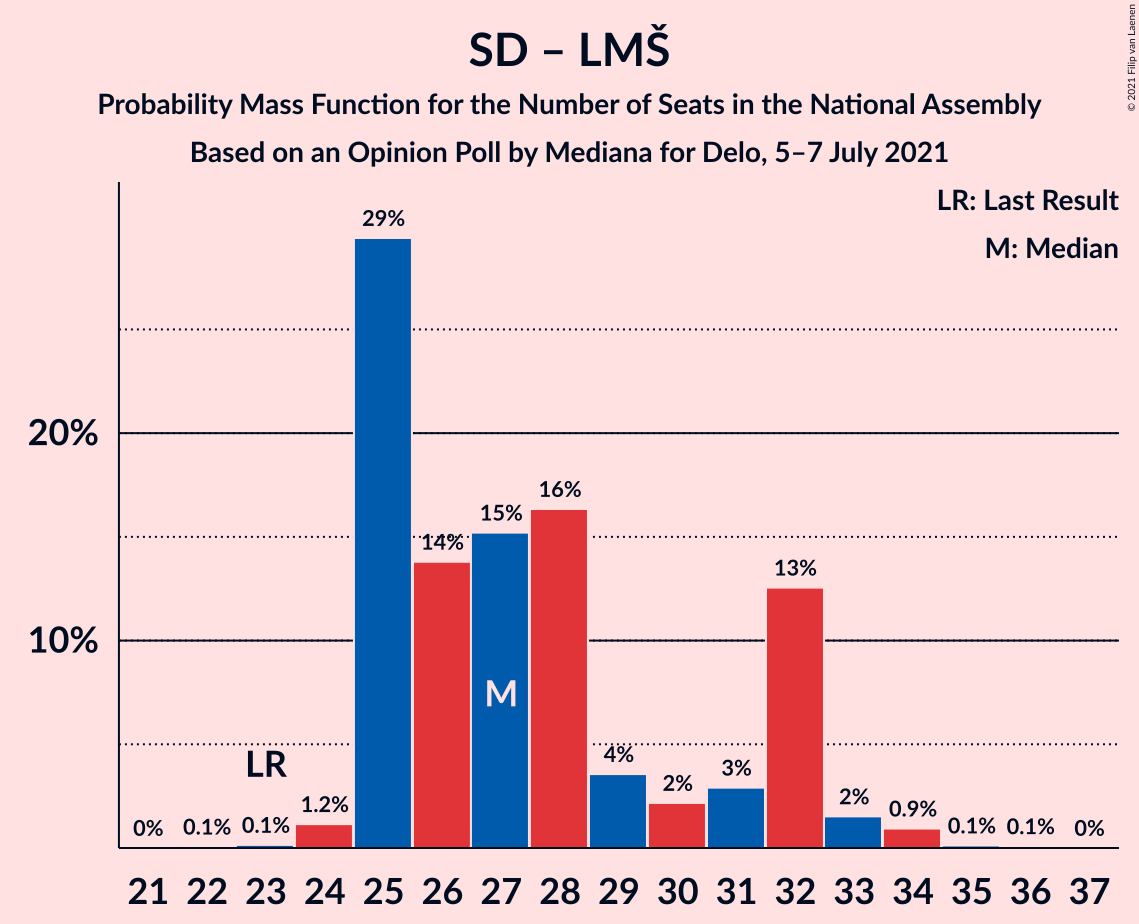 SD – LMŠ
Probability Mass Function for the Number of Seats in the National Assembly
Based on an Opinion Poll by Mediana for Delo, 5–7 July 2021
© 2021 Filip van Laenen
LR: Last Result
M: Median
20%
10%
0%
0.1%
0.1%
1.2%
29%
14%
15%
16%
4%
2%
3%
13%
2%
0.9%
0.1%
0.1%
0%
LR
M
21 22 23 24 25 26 27 28 29 30 31 32 33 34 35 36 37